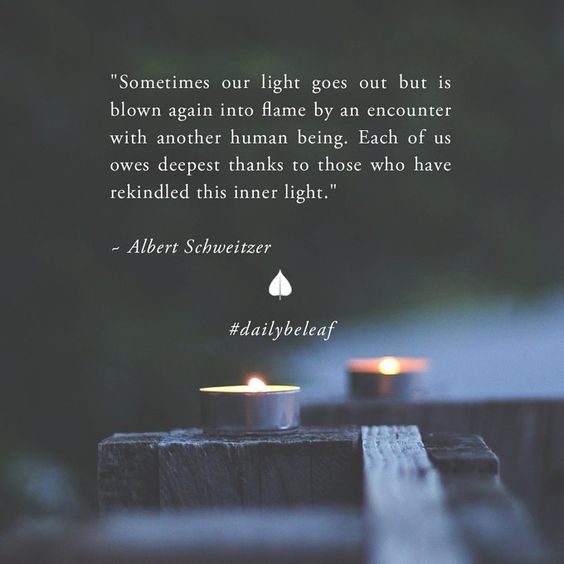 "Sometimes our light goes out but is
blown again into flame by an encounter
with another human being. Each of us
owes deepest thanks to those who have
rekindled this inner light."
~ Albert Schweitzer
#dailybeleaf